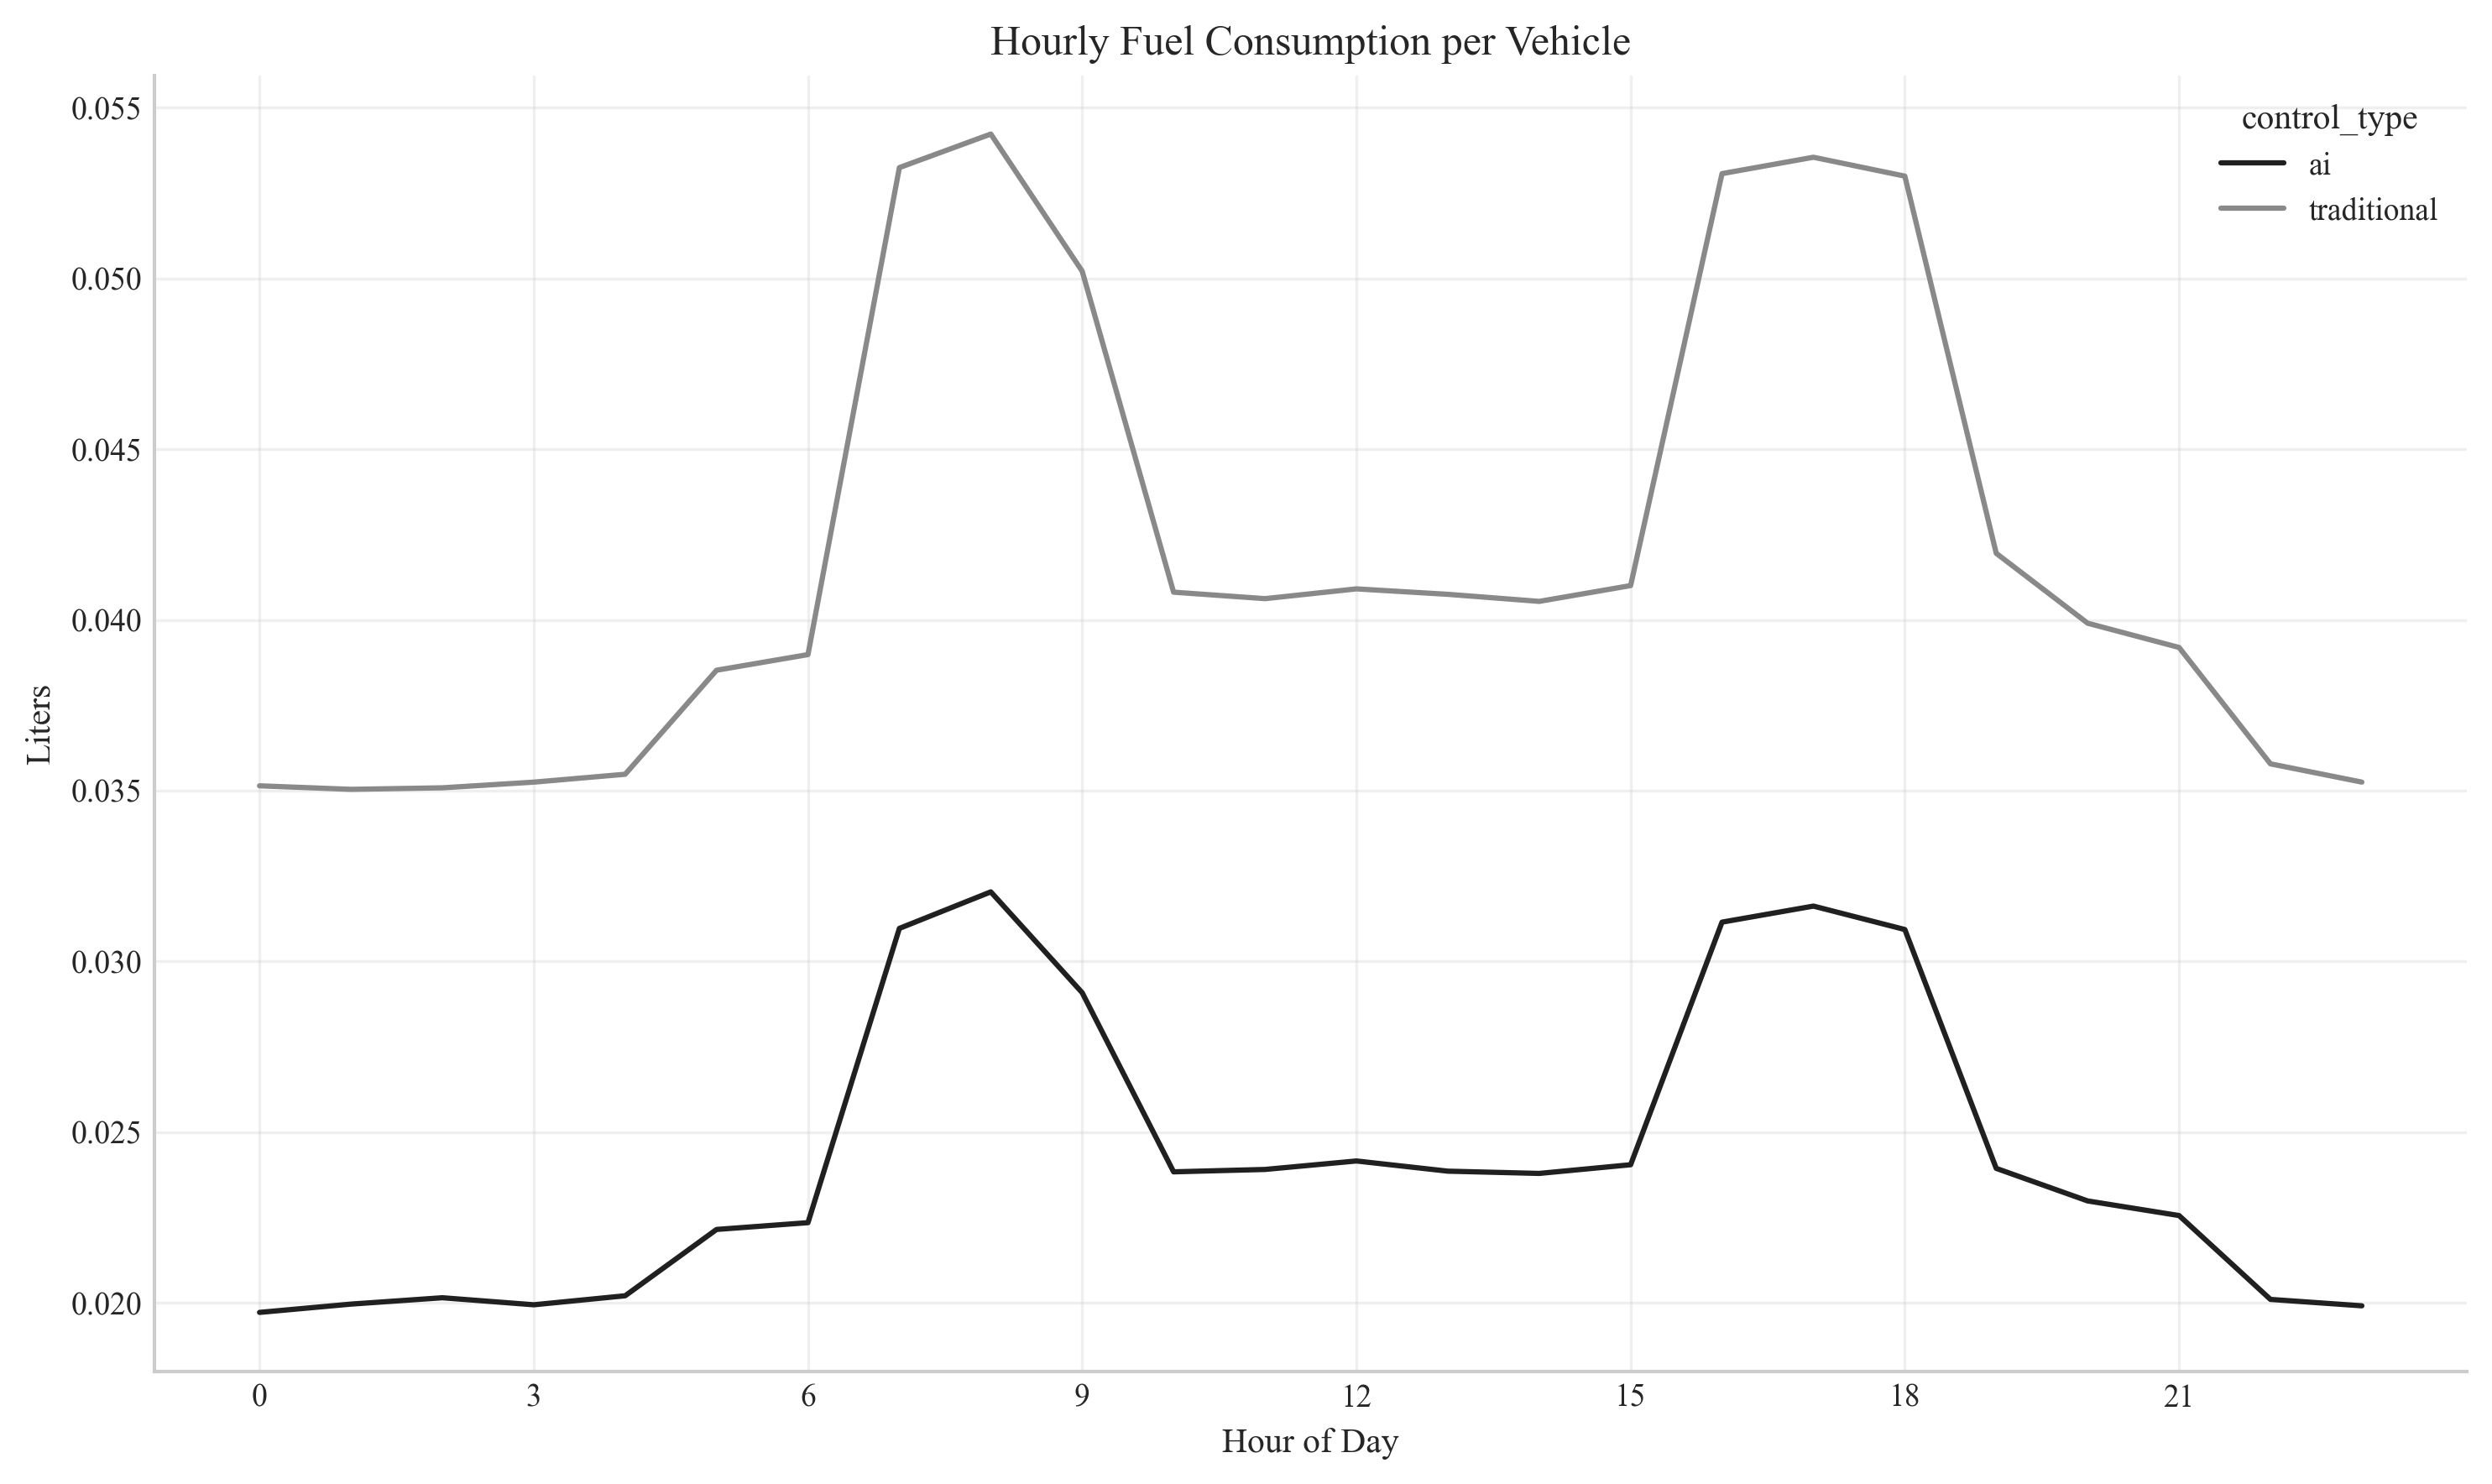 Hourly Fuel Consumption per Vehicle
control_type
ai
traditional
Liters
0.055
0.050
0.045
0.040
0.035
0.030
0.025
0.020
0 3 6 9 12 15 18 21
Hour of Day